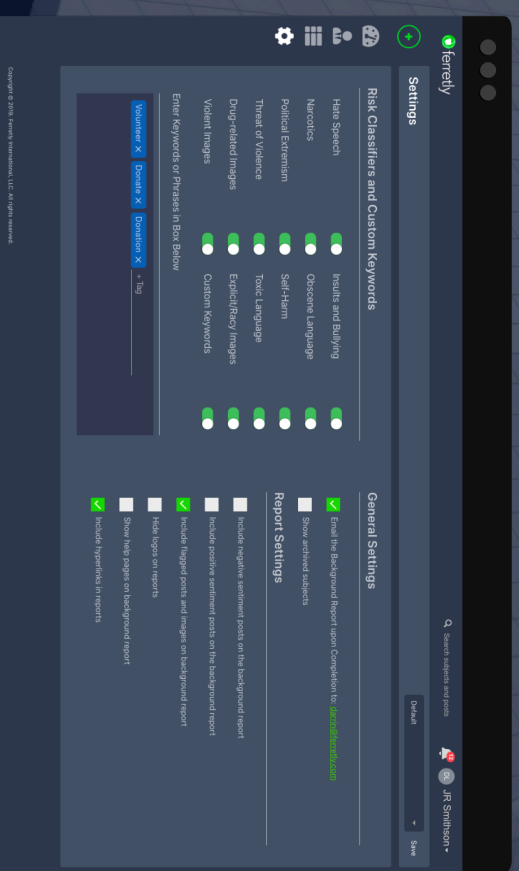 ferretly
Search subjects and posts
12
DL
JR Smithson
Settings
Default
Save
Risk Classifiers and Custom Keywords
Hate Speech
Insults and Bullying
Narcotics
Obscene Language
Political Extremism
Self-Harm
Threat of Violence
Toxic Language
Drug-related Images
Explicit/Racy Images
Violent Images
Custom Keywords
Enter Keywords or Phrases in Box Below
Volunteer X
Donate X
Donation X
+ Tag
General Settings
Email the Background Report upon Completion to: darrin@ferretly.com
Show archived subjects
Report Settings
Include negative sentiment posts on the background report
Include positive sentiment posts on the background report
Include flagged posts and images on background report
Hide logos on reports
Show help pages on background report
Include hyperlinks in reports
Copyright © 2019. Ferretly International, LLC. All rights reserved.